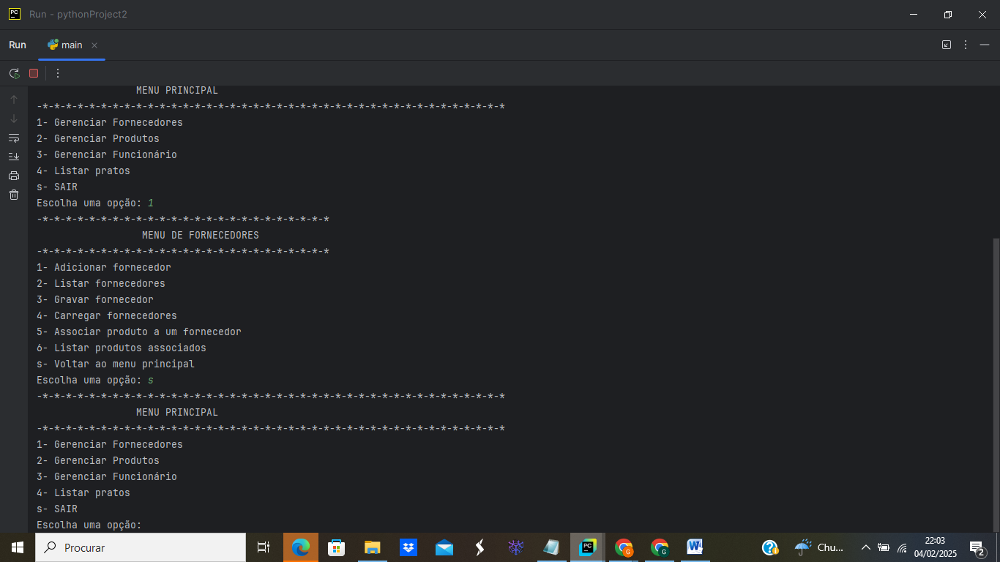 Run - pythonProject2
Run main
MENU PRINCIPAL
-*-*-*-*-*-*-*-*-*-*-*-*-*-*-*-*-*-*-*-*-*-*-*-*-*-*-*-*-*-*-*-*-*-*-*-*-*-*-*-*
1- Gerenciar Fornecedores
2- Gerenciar Produtos
3- Gerenciar Funcionário
4- Listar pratos
s- SAIR
Escolha uma opção: 1
-*-*-*-*-*-*-*-*-*-*-*-*-*-*-*-*-*-*-*-*-*-*-*-*-*
MENU DE FORNECEDORES
-*-*-*-*-*-*-*-*-*-*-*-*-*-*-*-*-*-*-*-*-*-*-*-*-*
1- Adicionar fornecedor
2- Listar fornecedores
3- Gravar fornecedor
4- Carregar fornecedores
5- Associar produto a um fornecedor
6- Listar produtos associados
s- Voltar ao menu principal
Escolha uma opção: s
-*-*-*-*-*-*-*-*-*-*-*-*-*-*-*-*-*-*-*-*-*-*-*-*-*-*-*-*-*-*-*-*-*-*-*-*-*-*-*-*
MENU PRINCIPAL
-*-*-*-*-*-*-*-*-*-*-*-*-*-*-*-*-*-*-*-*-*-*-*-*-*-*-*-*-*-*-*-*-*-*-*-*-*-*-*-*
1- Gerenciar Fornecedores
2- Gerenciar Produtos
3- Gerenciar Funcionário
4- Listar pratos
s- SAIR
Escolha uma opção:
Procurar
Chu...
22:03
04/02/2025
2